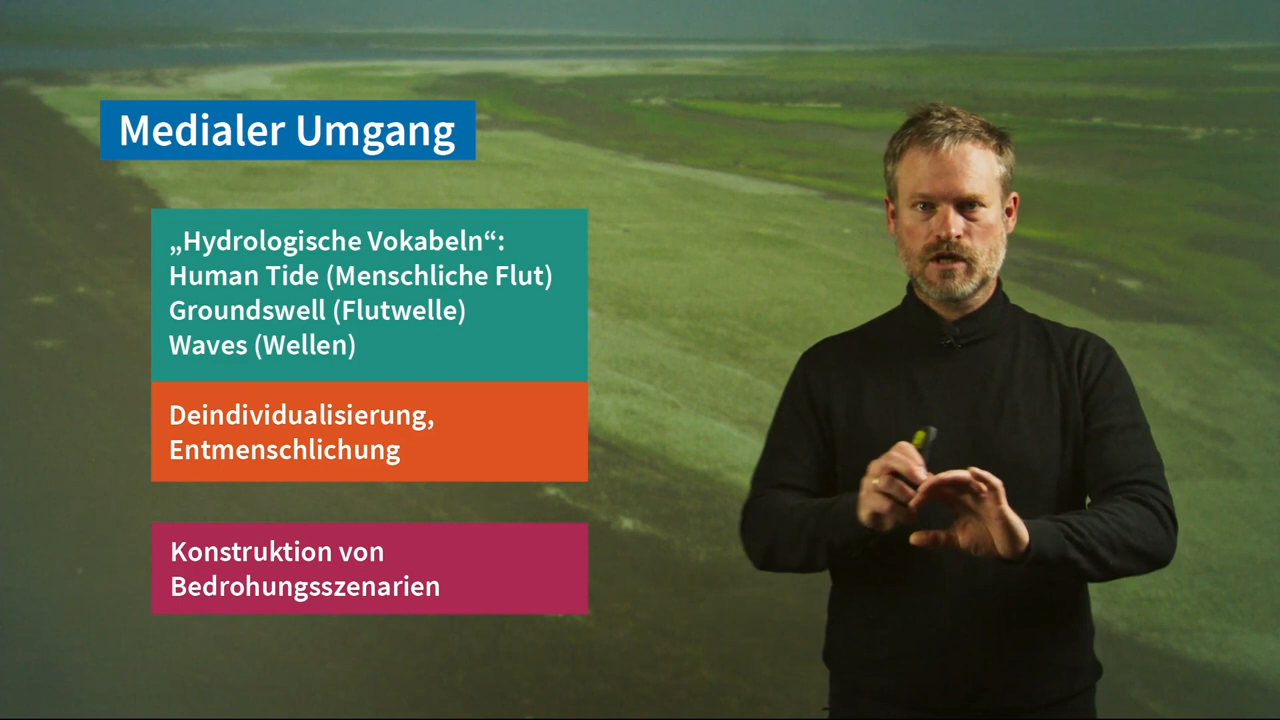 Medialer Umgang
„Hydrologische Vokabeln“:
Human Tide (Menschliche Flut)
Groundswell (Flutwelle)
Waves (Wellen)
Deindividualisierung,
Entmenschlichung
Konstruktion von
Bedrohungsszenarien